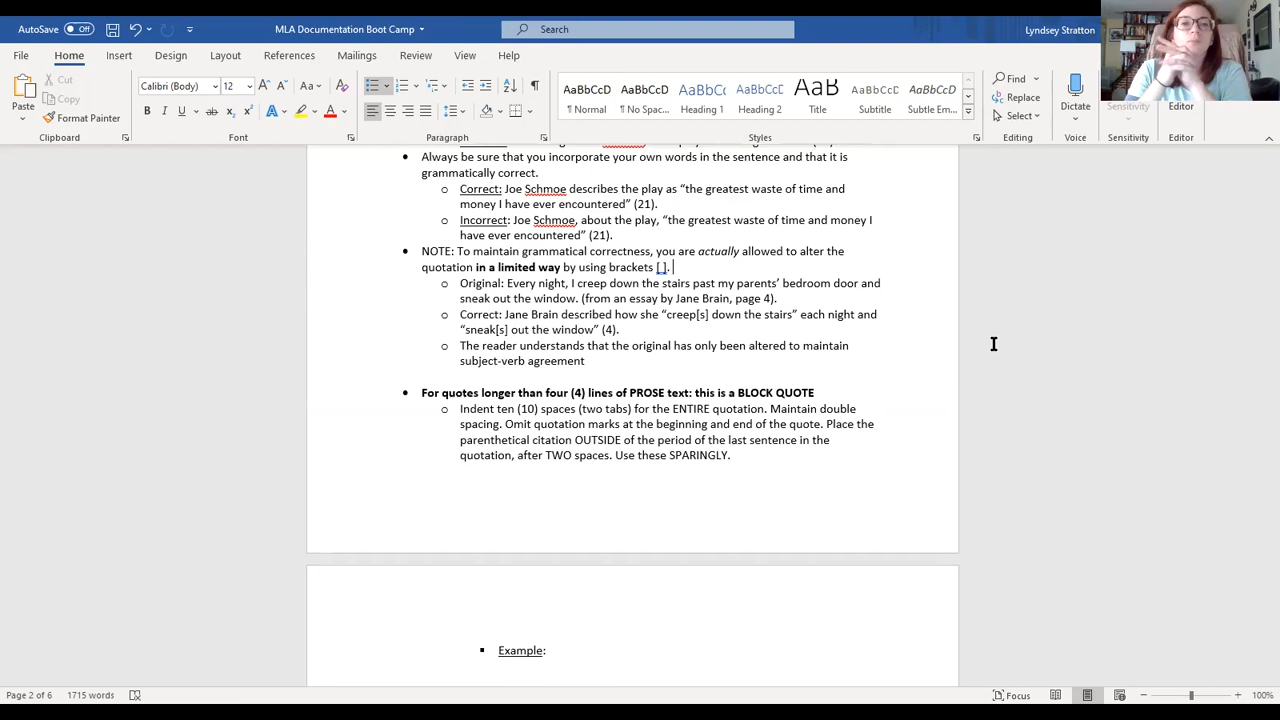 AutoSave Off MLA Documentation Boot Camp Search Lyndsey Stratton
File Home Insert Design Layout References Mailings Review View Help
Paste Cut Copy Format Painter
Calibri (Body) 12 Aa
B I U ab x₂ x² A A
AaBbCcD AaBbCcD AaBbCc AaBbCcD AaB AaBbCcD AaBbCcD
¶ Normal ¶ No Spac... Heading 1 Heading 2 Title Subtitle Subtle Em...
Find Replace Select Dictate Sensitivity Editor
Clipboard Font Paragraph Styles Editing Voice Sensitivity Editor
• Always be sure that you incorporate your own words in the sentence and that it is
grammatically correct.
o Correct: Joe Schmoe describes the play as “the greatest waste of time and
money I have ever encountered” (21).
o Incorrect: Joe Schmoe, about the play, “the greatest waste of time and money I
have ever encountered” (21).
• NOTE: To maintain grammatical correctness, you are actually allowed to alter the
quotation in a limited way by using brackets [ ].
o Original: Every night, I creep down the stairs past my parents’ bedroom door and
sneak out the window. (from an essay by Jane Brain, page 4).
o Correct: Jane Brain described how she “creep[s] down the stairs” each night and
“sneak[s] out the window” (4).
o The reader understands that the original has only been altered to maintain
subject-verb agreement
• For quotes longer than four (4) lines of PROSE text: this is a BLOCK QUOTE
o Indent ten (10) spaces (two tabs) for the ENTIRE quotation. Maintain double
spacing. Omit quotation marks at the beginning and end of the quote. Place the
parenthetical citation OUTSIDE of the period of the last sentence in the
quotation, after TWO spaces. Use these SPARINGLY.
▪ Example:
Page 2 of 6 1715 words Focus 100%